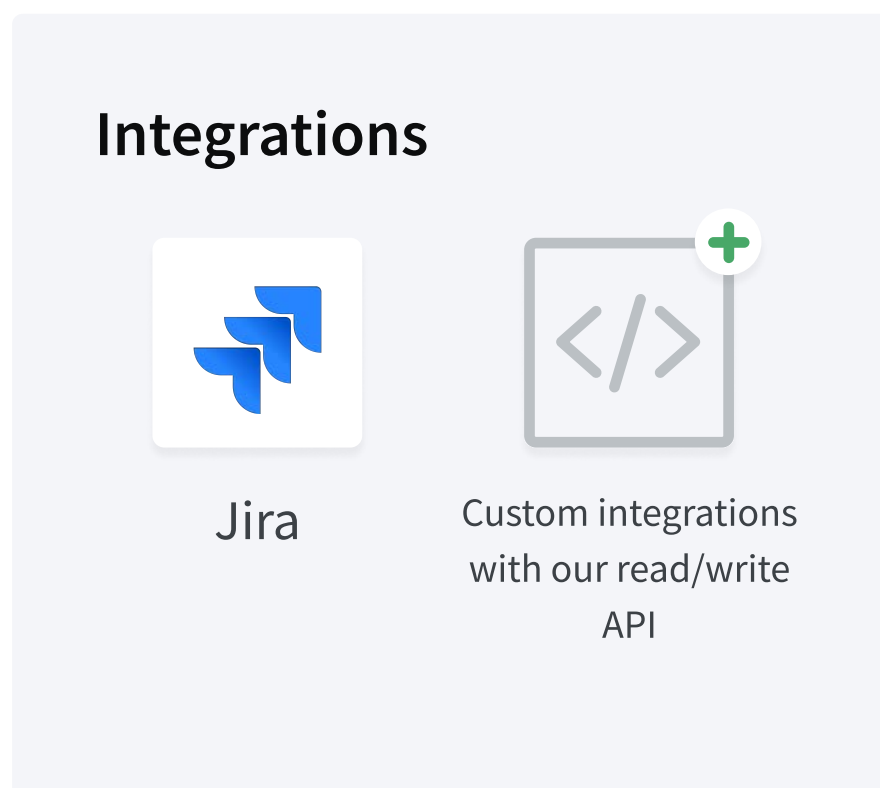 Integrations
Jira
Custom integrations
with our read/write
API